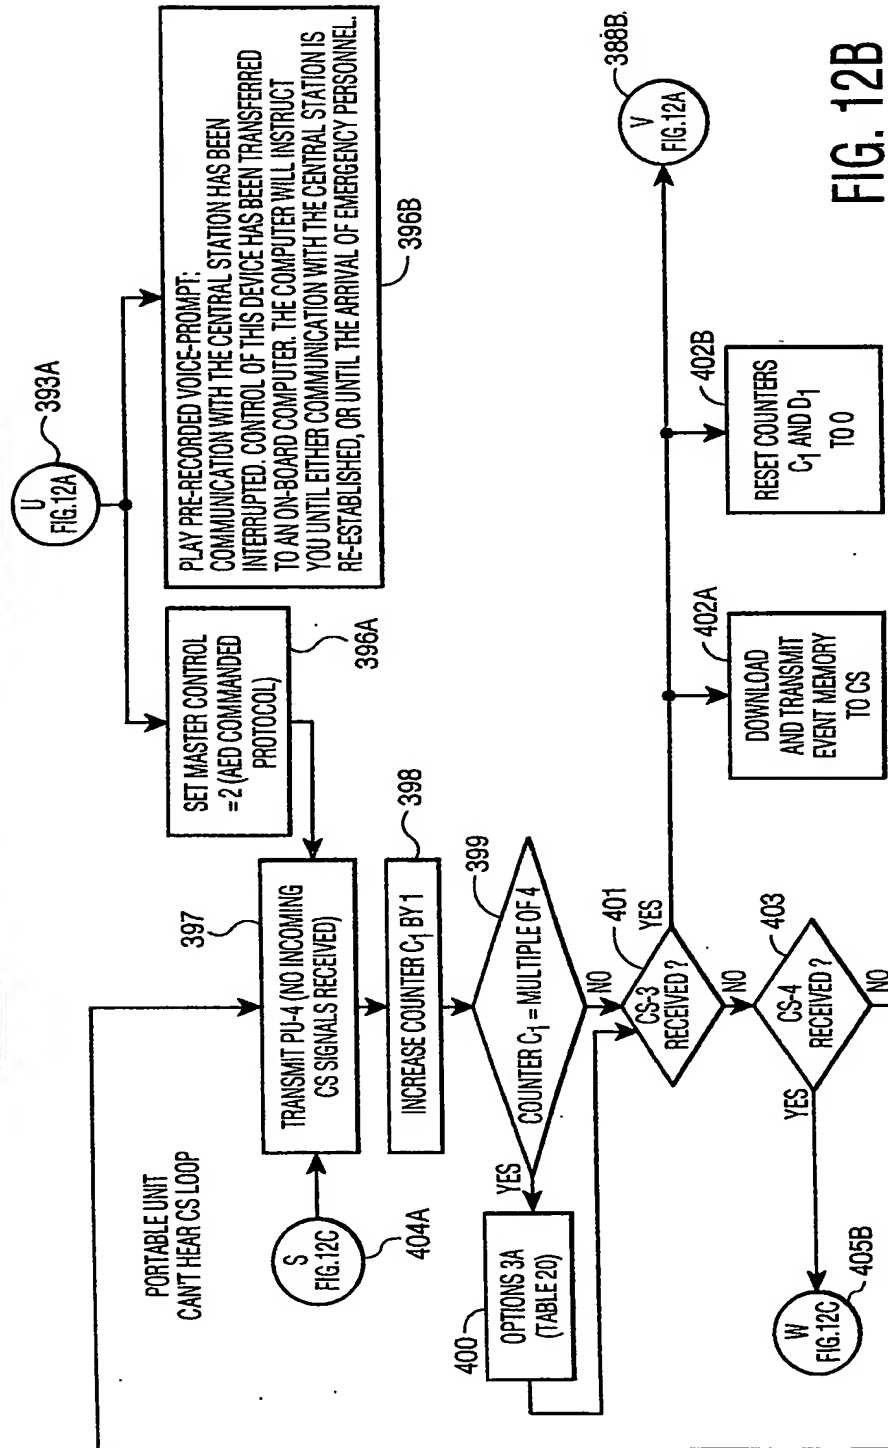 U
FIG.12A
393A
PLAY PRE-RECORDED VOICE-PROMPT:
COMMUNICATION WITH THE CENTRAL STATION HAS BEEN
INTERRUPTED. CONTROL OF THIS DEVICE HAS BEEN TRANSFERRED
TO AN ON-BOARD COMPUTER. THE COMPUTER WILL INSTRUCT
YOU UNTIL EITHER COMMUNICATION WITH THE CENTRAL STATION IS
RE-ESTABLISHED, OR UNTIL THE ARRIVAL OF EMERGENCY PERSONNEL.
396B
SET MASTER CONTROL
= 2 (AED COMMANDED
PROTOCOL)
396A
PORTABLE UNIT
CAN'T HEAR CS LOOP
397
TRANSMIT PU-4 (NO INCOMING
CS SIGNALS RECEIVED)
S
FIG.12C
404A
398
INCREASE COUNTER C1 BY 1
399
COUNTER C1 = MULTIPLE OF 4
YES
NO
400
OPTIONS 3A
(TABLE 20)
401
CS-3
RECEIVED ?
YES
NO
V
FIG.12A
388B.
402A
DOWNLOAD
AND TRANSMIT
EVENT MEMORY
TO CS
402B
RESET COUNTERS
C1 AND D1
TO 0
403
CS-4
RECEIVED ?
YES
NO
W
FIG.12C
405B
FIG. 12B